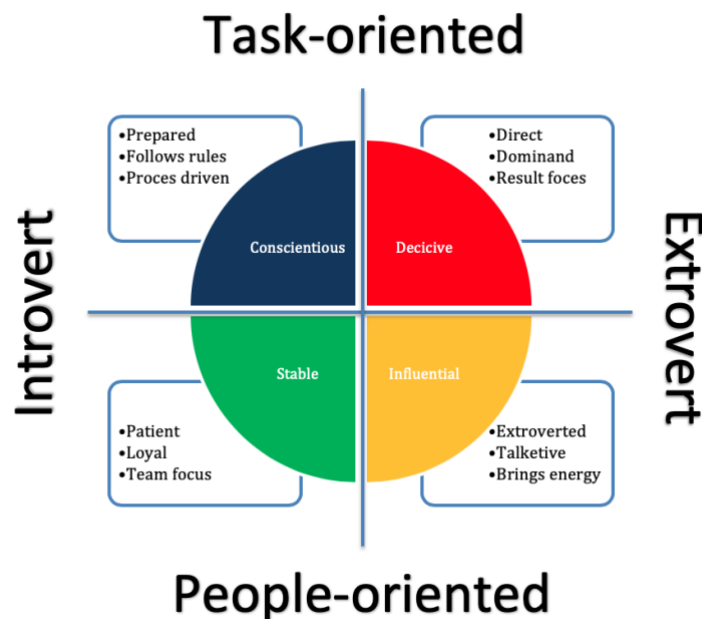 Task-oriented
•Prepared
•Follows rules
•Proces driven
•Direct
•Dominand
•Result foces
Conscientious
Decicive
Introvert
Extrovert
Stable
Influential
•Patient
•Loyal
•Team focus
•Extroverted
•Talketive
•Brings energy
People-oriented